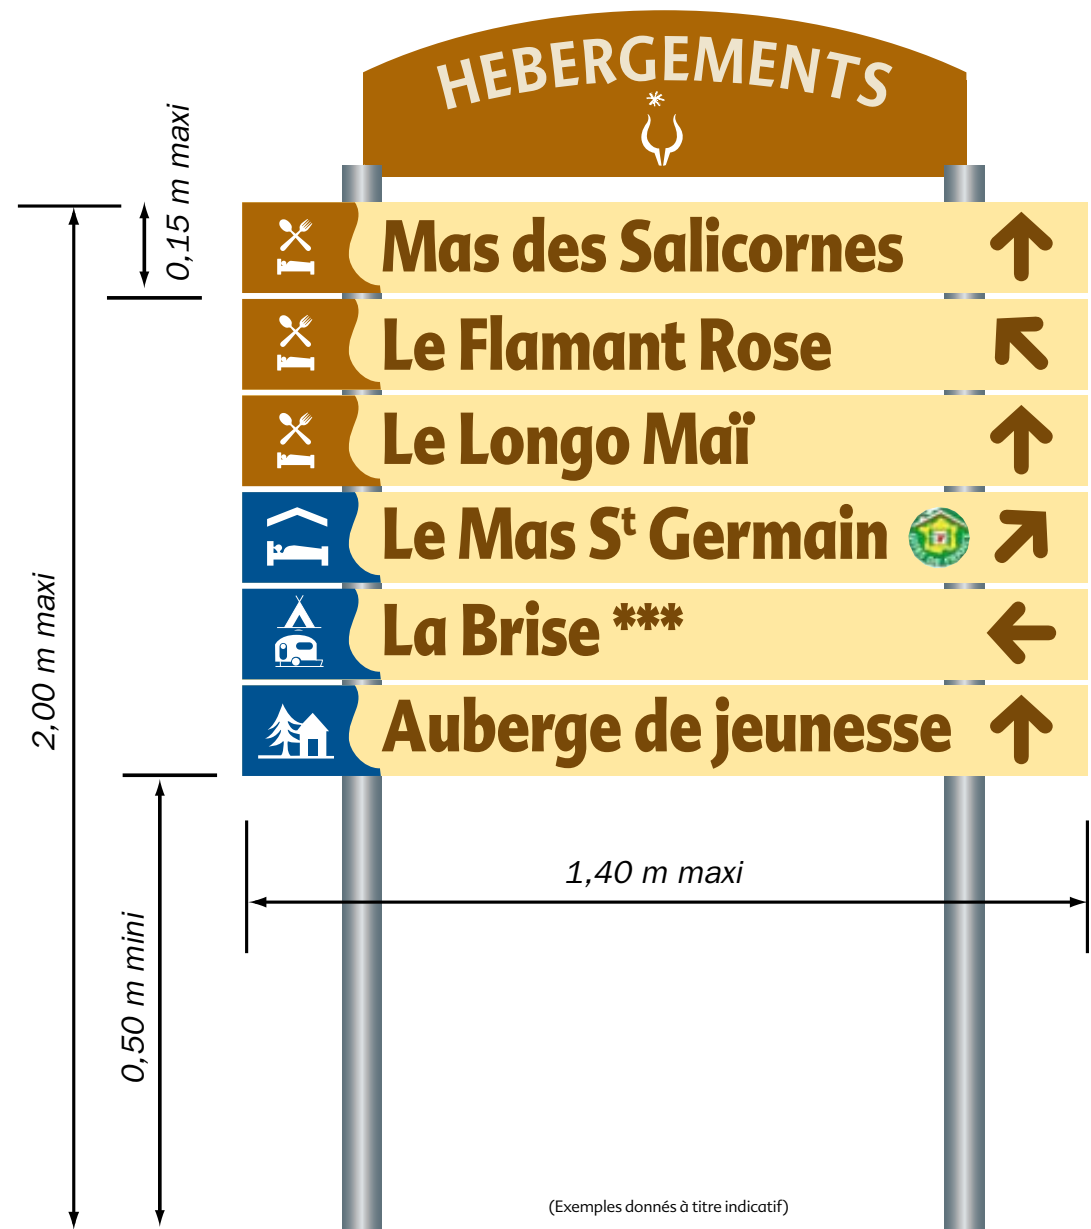 HEBERGEMENTS
0,15 m maxi
Mas des Salicornes
Le Flamant Rose
Le Longo Maï
Le Mas Sᵗ Germain
2,00 m maxi
La Brise ***
Auberge de jeunesse
1,40 m maxi
0,50 m mini
(Exemples donnés à titre indicatif)